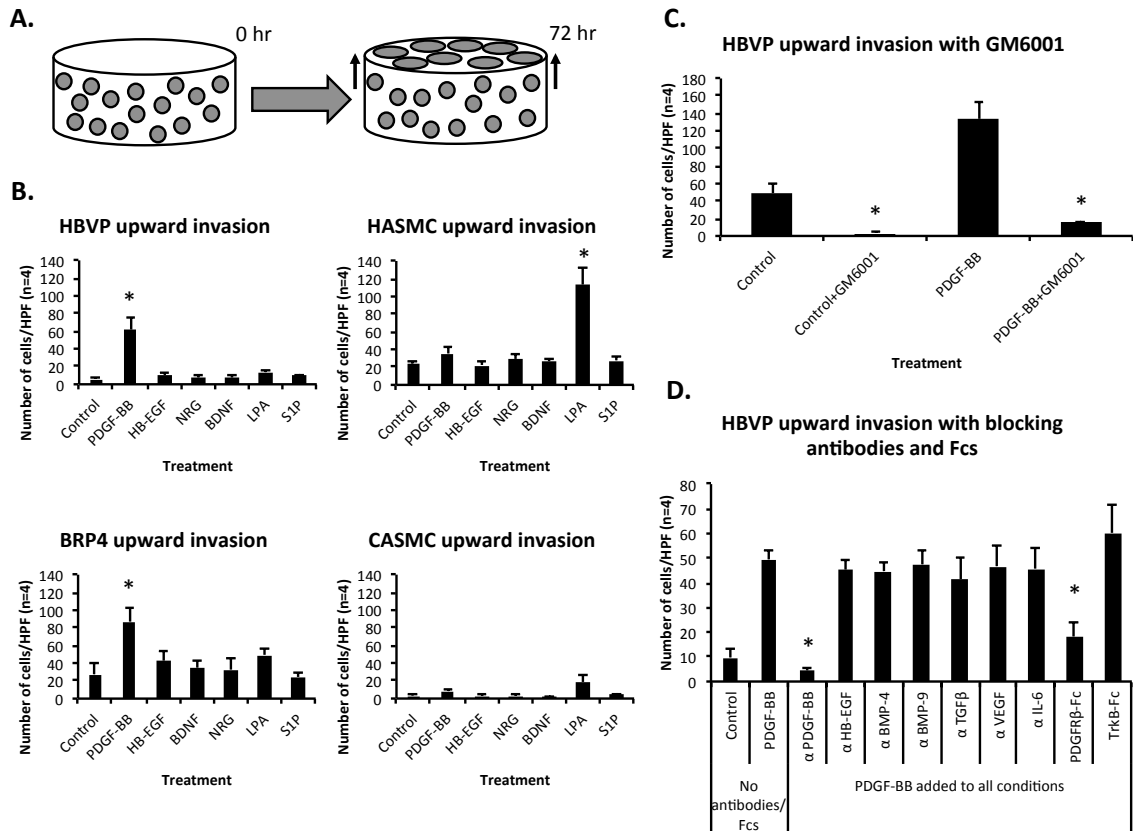 A.
0 hr
72 hr
B.
HBVP upward invasion
Number of cells/HPF (n=4)
140
120
100
80
60
40
20
0
*
Control
PDGF-BB
HB-EGF
NRG
BDNF
LPA
S1P
Treatment
HASMC upward invasion
Number of cells/HPF (n=4)
140
120
100
80
60
40
20
0
*
Control
PDGF-BB
HB-EGF
NRG
BDNF
LPA
S1P
Treatment
BRP4 upward invasion
Number of cells/HPF (n=4)
140
120
100
80
60
40
20
0
*
Control
PDGF-BB
HB-EGF
BDNF
NRG
LPA
S1P
Treatment
CASMC upward invasion
Number of cells/HPF (n=4)
140
120
100
80
60
40
20
0
Control
PDGF-BB
HB-EGF
NRG
BDNF
LPA
S1P
Treatment
C.
HBVP upward invasion with GM6001
Number of cells/HPF (n=4)
180
160
140
120
100
80
60
40
20
0
*
*
Control
Control+GM6001
PDGF-BB
PDGF-BB+GM6001
Treatment
D.
HBVP upward invasion with blocking
antibodies and Fcs
Number of cells/HPF (n=4)
80
70
60
50
40
30
20
10
0
*
*
Control
PDGF-BB
α PDGF-BB
α HB-EGF
α BMP-4
α BMP-9
α TGFβ
α VEGF
α IL-6
PDGFRβ-Fc
TrkB-Fc
No
antibodies/
Fcs
PDGF-BB added to all conditions